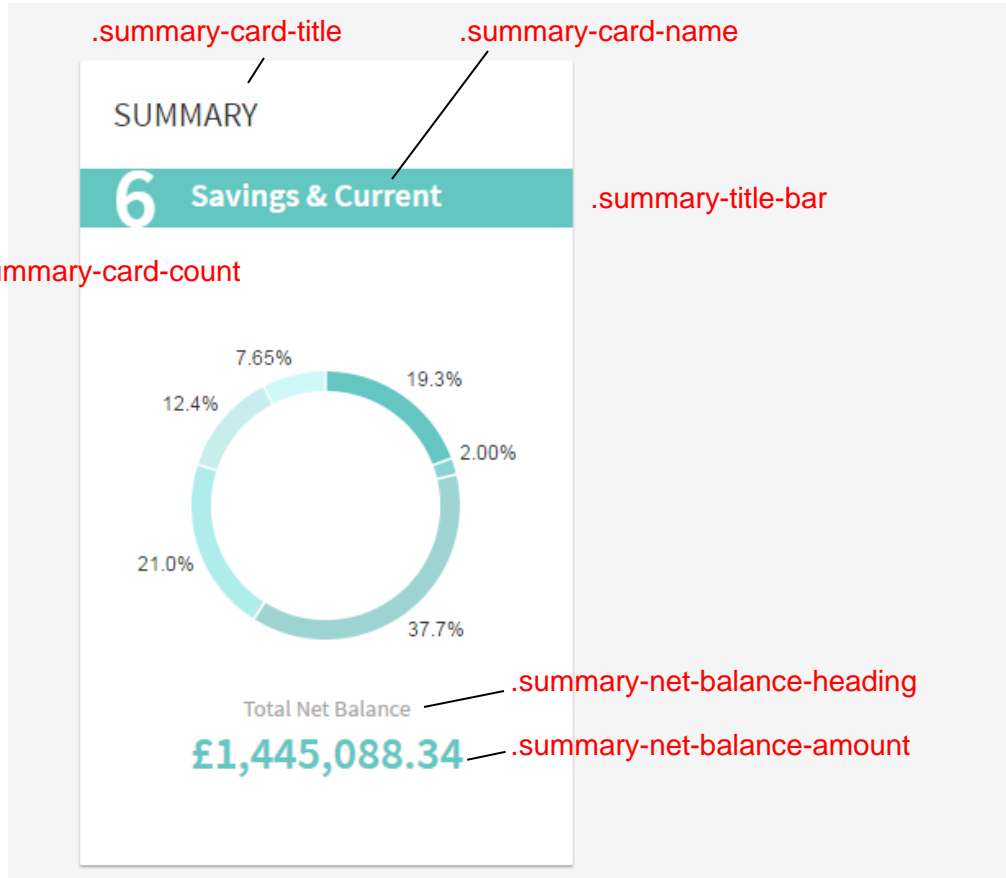 .summary-card-title
.summary-card-name
SUMMARY
6 Savings & Current
.summary-title-bar
mmary-card-count
7.65%
19.3%
12.4%
2.00%
21.0%
37.7%
.summary-net-balance-heading
Total Net Balance
.summary-net-balance-amount
£1,445,088.34